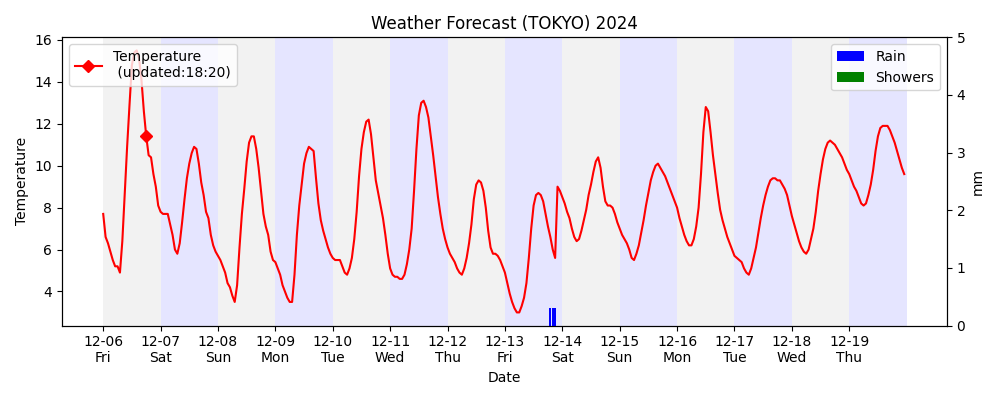 Weather Forecast (TOKYO) 2024
Temperature
(updated:18:20)
Rain
Showers
Temperature
16
14
12
10
8
6
4
5
4
3
2
1
0
mm
12-06 12-07 12-08 12-09 12-10 12-11 12-12 12-13 12-14 12-15 12-16 12-17 12-18 12-19
Fri Sat Sun Mon Tue Wed Thu Fri Sat Sun Mon Tue Wed Thu
Date